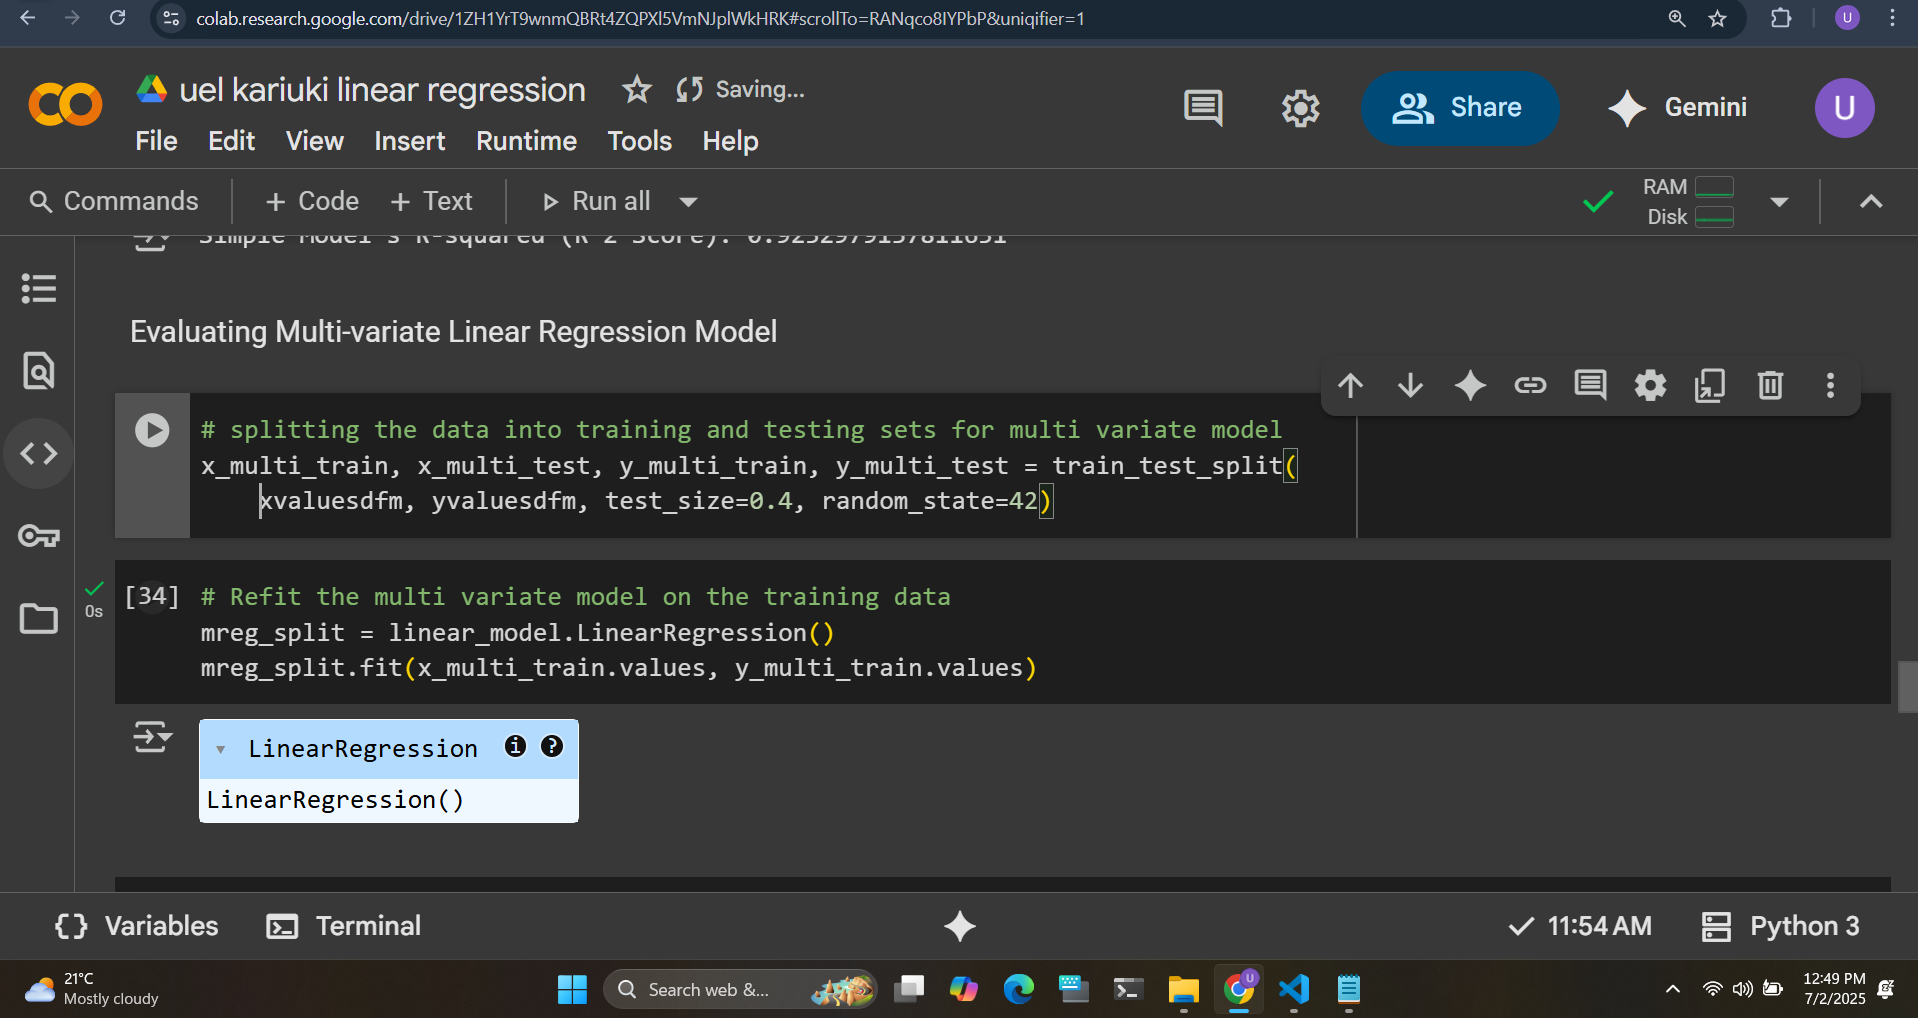 colab.research.google.com/drive/1ZH1YrT9wnmQBRt4ZQPXl5VmNJplWkHRK#scrollTo=RANqco8IYPbP&uniqifier=1
U
uel kariuki linear regression
Saving...
File Edit View Insert Runtime Tools Help
Share
Gemini
U
Commands
+ Code + Text
Run all
RAM
Disk
Simple Model's R-squared (R^2 Score): 0.9252979157811651
Evaluating Multi-variate Linear Regression Model
# splitting the data into training and testing sets for multi variate model
x_multi_train, x_multi_test, y_multi_train, y_multi_test = train_test_split(
xvaluesdfm, yvaluesdfm, test_size=0.4, random_state=42)
0s
[34]
# Refit the multi variate model on the training data
mreg_split = linear_model.LinearRegression()
mreg_split.fit(x_multi_train.values, y_multi_train.values)
LinearRegression i ?
LinearRegression()
{} Variables
Terminal
11:54 AM
Python 3
21°C
Mostly cloudy
Search web &...
U
12:49 PM
7/2/2025